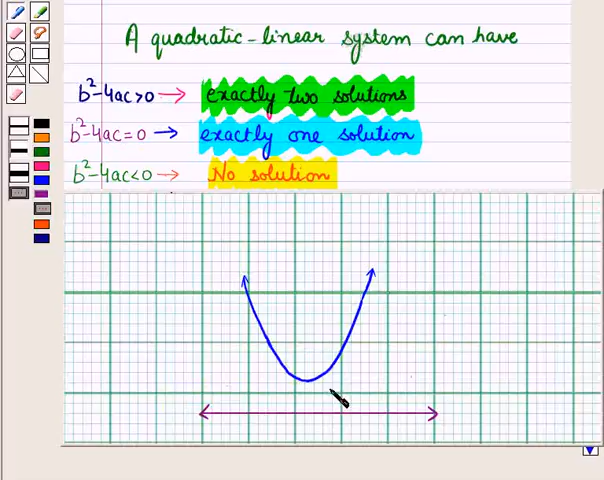 A quadratic-linear system can have
b²-4ac>0 → exactly two solutions
b²-4ac=0 → exactly one solution
b²-4ac<0 → No solution